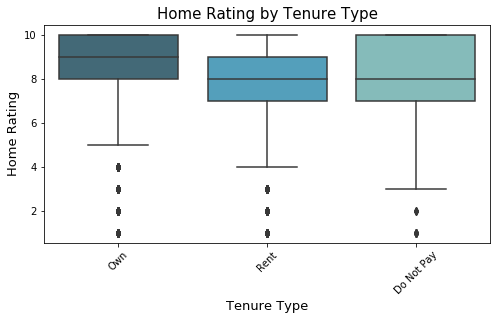 Home Rating by Tenure Type
Home Rating
10
8
6
4
2
Own
Rent
Do Not Pay
Tenure Type